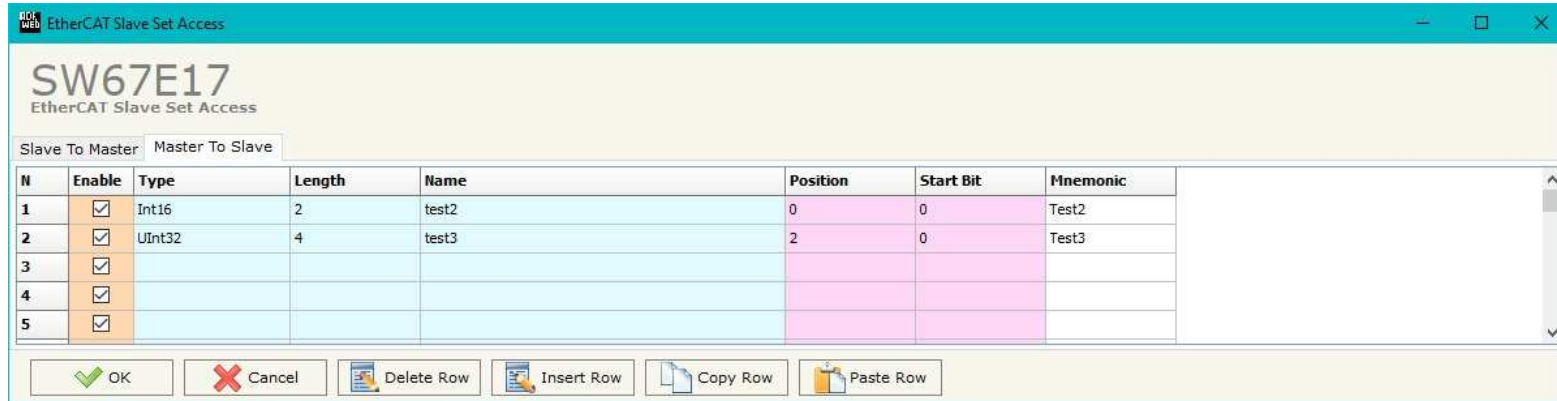 ADF WEB EtherCAT Slave Set Access
SW67E17
EtherCAT Slave Set Access
Slave To Master Master To Slave
N Enable Type Length Name Position Start Bit Mnemonic
1 Int16 2 test2 0 0 Test2
2 UInt32 4 test3 2 0 Test3
3
4
5
OK Cancel Delete Row Insert Row Copy Row Paste Row